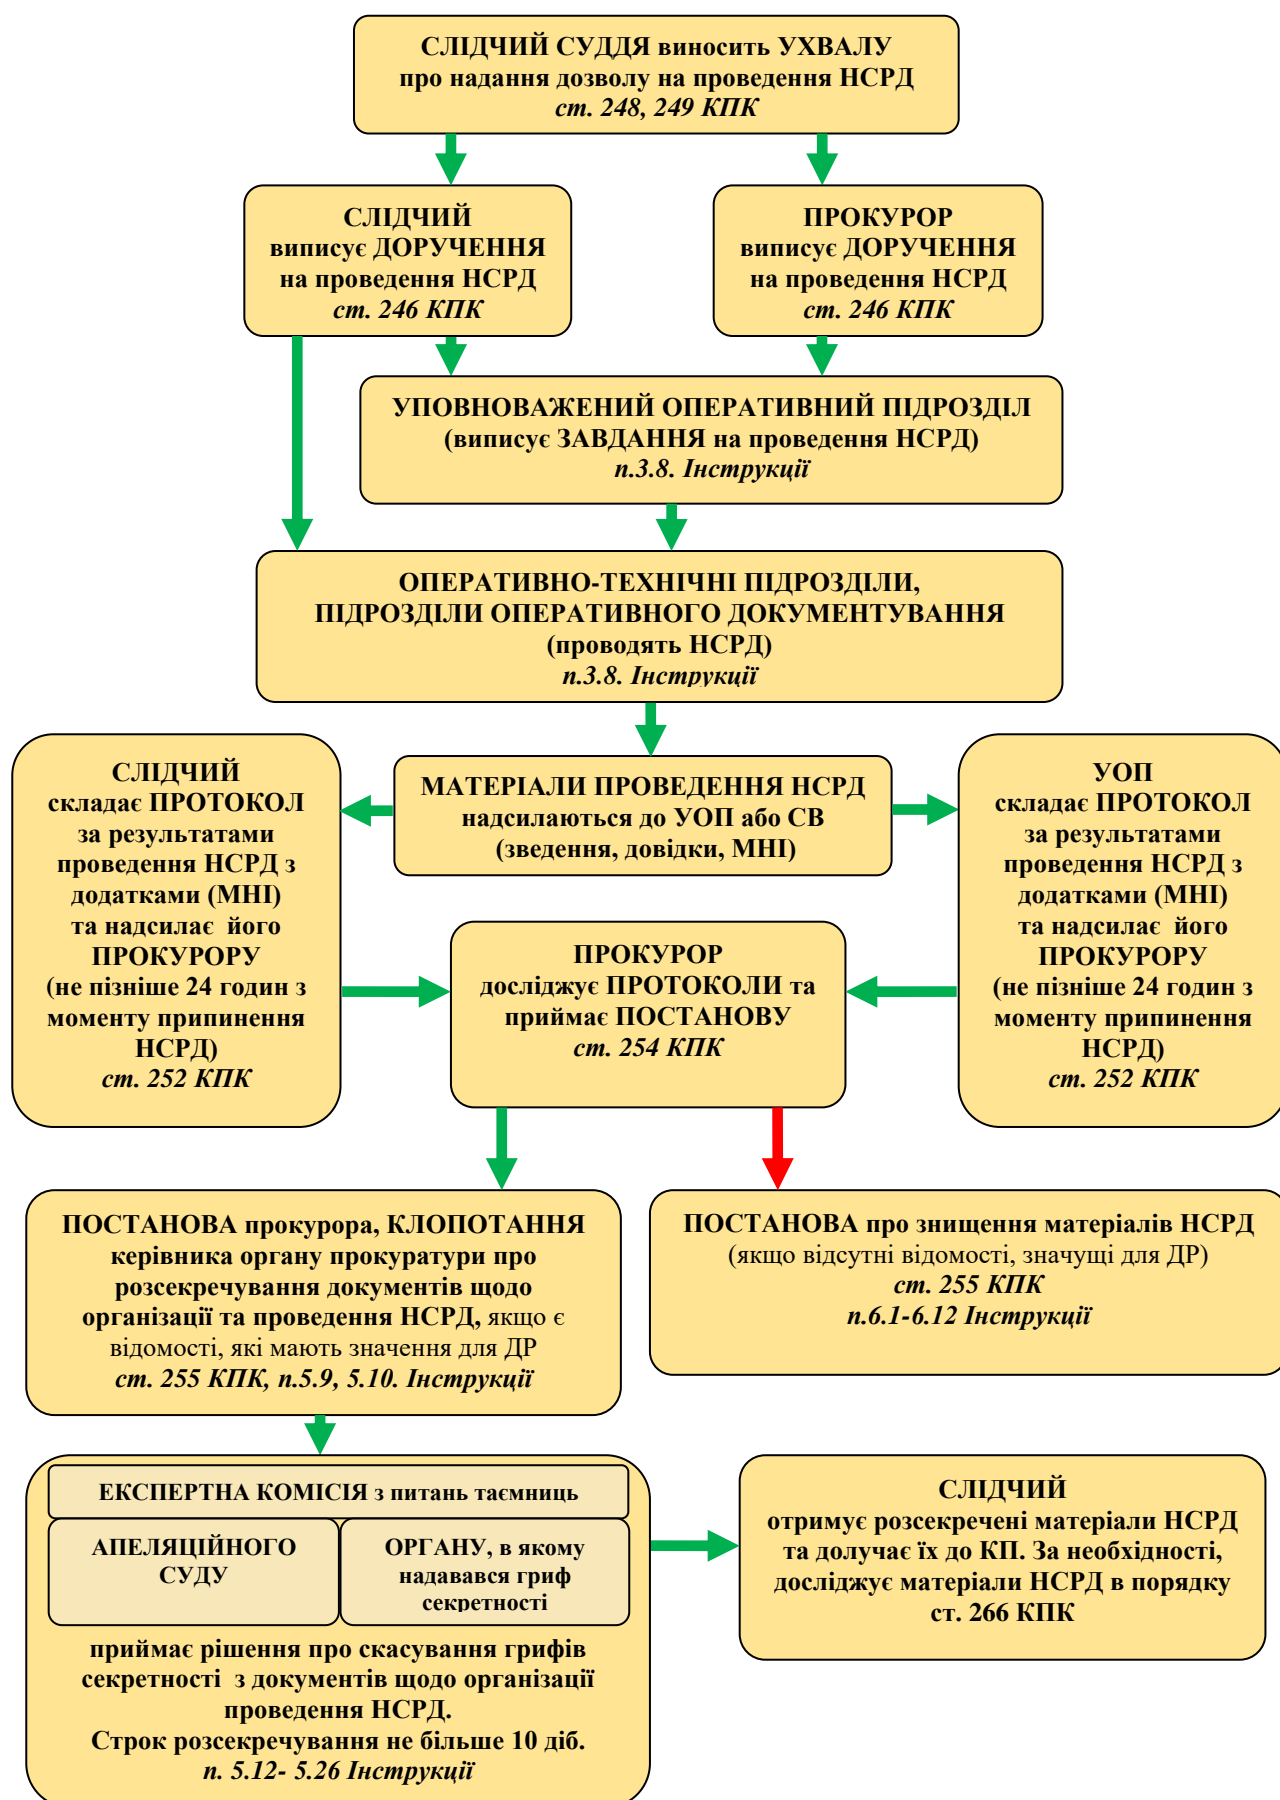 СЛІДЧИЙ СУДДЯ виносить УХВАЛУ
про надання дозволу на проведення НСРД
ст. 248, 249 КПК
СЛІДЧИЙ
виписує ДОРУЧЕННЯ
на проведення НСРД
ст. 246 КПК
ПРОКУРОР
виписує ДОРУЧЕННЯ
на проведення НСРД
ст. 246 КПК
УПОВНОВАЖЕНИЙ ОПЕРАТИВНИЙ ПІДРОЗДІЛ
(виписує ЗАВДАННЯ на проведення НСРД)
п.3.8. Інструкції
ОПЕРАТИВНО-ТЕХНІЧНІ ПІДРОЗДІЛИ,
ПІДРОЗДІЛИ ОПЕРАТИВНОГО ДОКУМЕНТУВАННЯ
(проводять НСРД)
п.3.8. Інструкції
СЛІДЧИЙ
складає ПРОТОКОЛ
за результатами
проведення НСРД з
додатками (МНІ)
та надсилає його
ПРОКУРОРУ
(не пізніше 24 годин з
моменту припинення
НСРД)
ст. 252 КПК
МАТЕРІАЛИ ПРОВЕДЕННЯ НСРД
надсилаються до УОП або СВ
(зведення, довідки, МНІ)
УОП
складає ПРОТОКОЛ
за результатами
проведення НСРД з
додатками (МНІ)
та надсилає його
ПРОКУРОРУ
(не пізніше 24 годин з
моменту припинення
НСРД)
ст. 252 КПК
ПРОКУРОР
досліджує ПРОТОКОЛИ та
приймає ПОСТАНОВУ
ст. 254 КПК
ПОСТАНОВА прокурора, КЛОПОТАННЯ
керівника органу прокуратури про
розсекречування документів щодо
організації та проведення НСРД, якщо є
відомості, які мають значення для ДР
ст. 255 КПК, п.5.9, 5.10. Інструкції
ПОСТАНОВА про знищення матеріалів НСРД
(якщо відсутні відомості, значущі для ДР)
ст. 255 КПК
п.6.1-6.12 Інструкції
ЕКСПЕРТНА КОМІСІЯ з питань таємниць
АПЕЛЯЦІЙНОГО
СУДУ
ОРГАНУ, в якому
надавався гриф
секретності
приймає рішення про скасування грифів
секретності з документів щодо організації
проведення НСРД.
Строк розсекречування не більше 10 діб.
п. 5.12- 5.26 Інструкції
СЛІДЧИЙ
отримує розсекречені матеріали НСРД
та долучає їх до КП. За необхідності,
досліджує матеріали НСРД в порядку
ст. 266 КПК